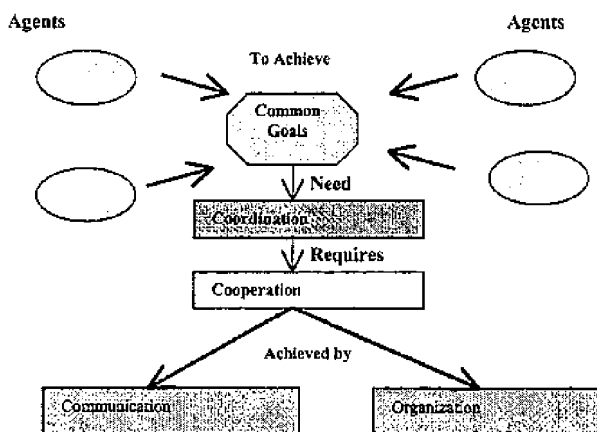 Agents
Agents
To Achieve
Common
Goals
Need
Coordination
Requires
Cooperation
Achieved by
Communication
Organization